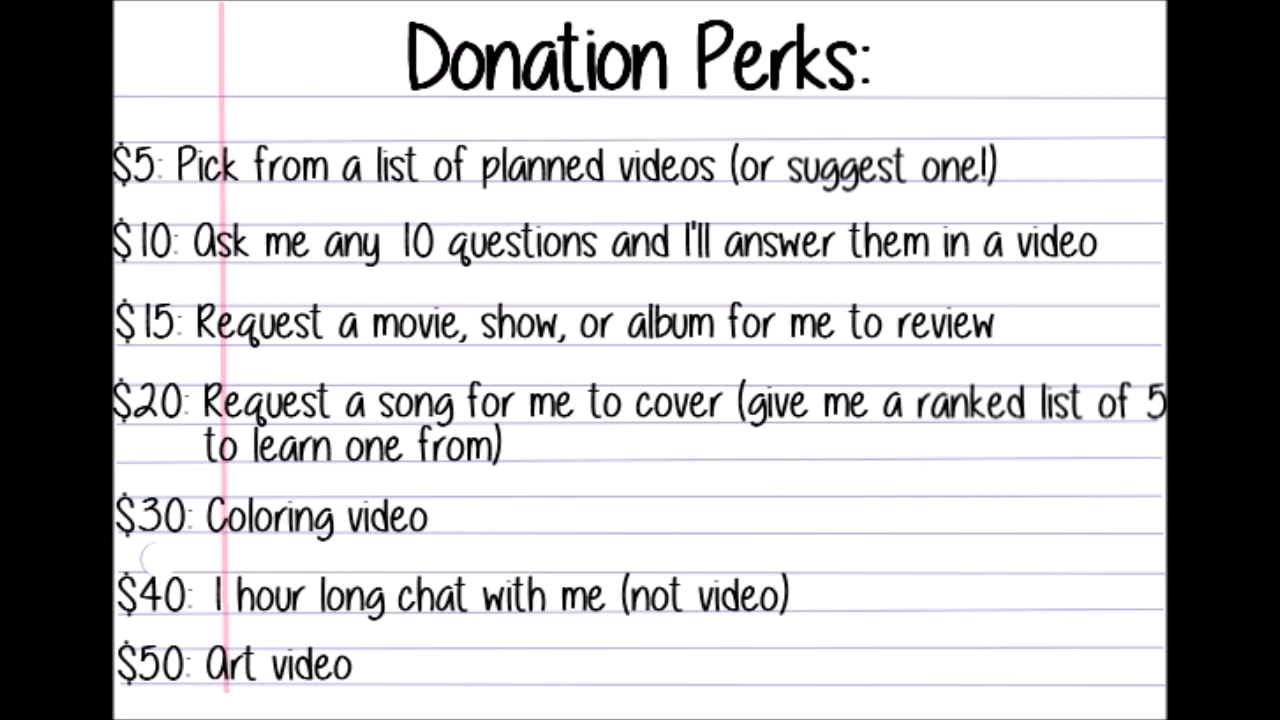 Donation Perks:
$5: Pick from a list of planned videos (or suggest one!)
$10: Ask me any 10 questions and I'll answer them in a video
$15: Request a movie, show, or album for me to review
$20: Request a song for me to cover (give me a ranked list of 5
to learn one from)
$30: Coloring video
$40: 1 hour long chat with me (not video)
$50: Art video